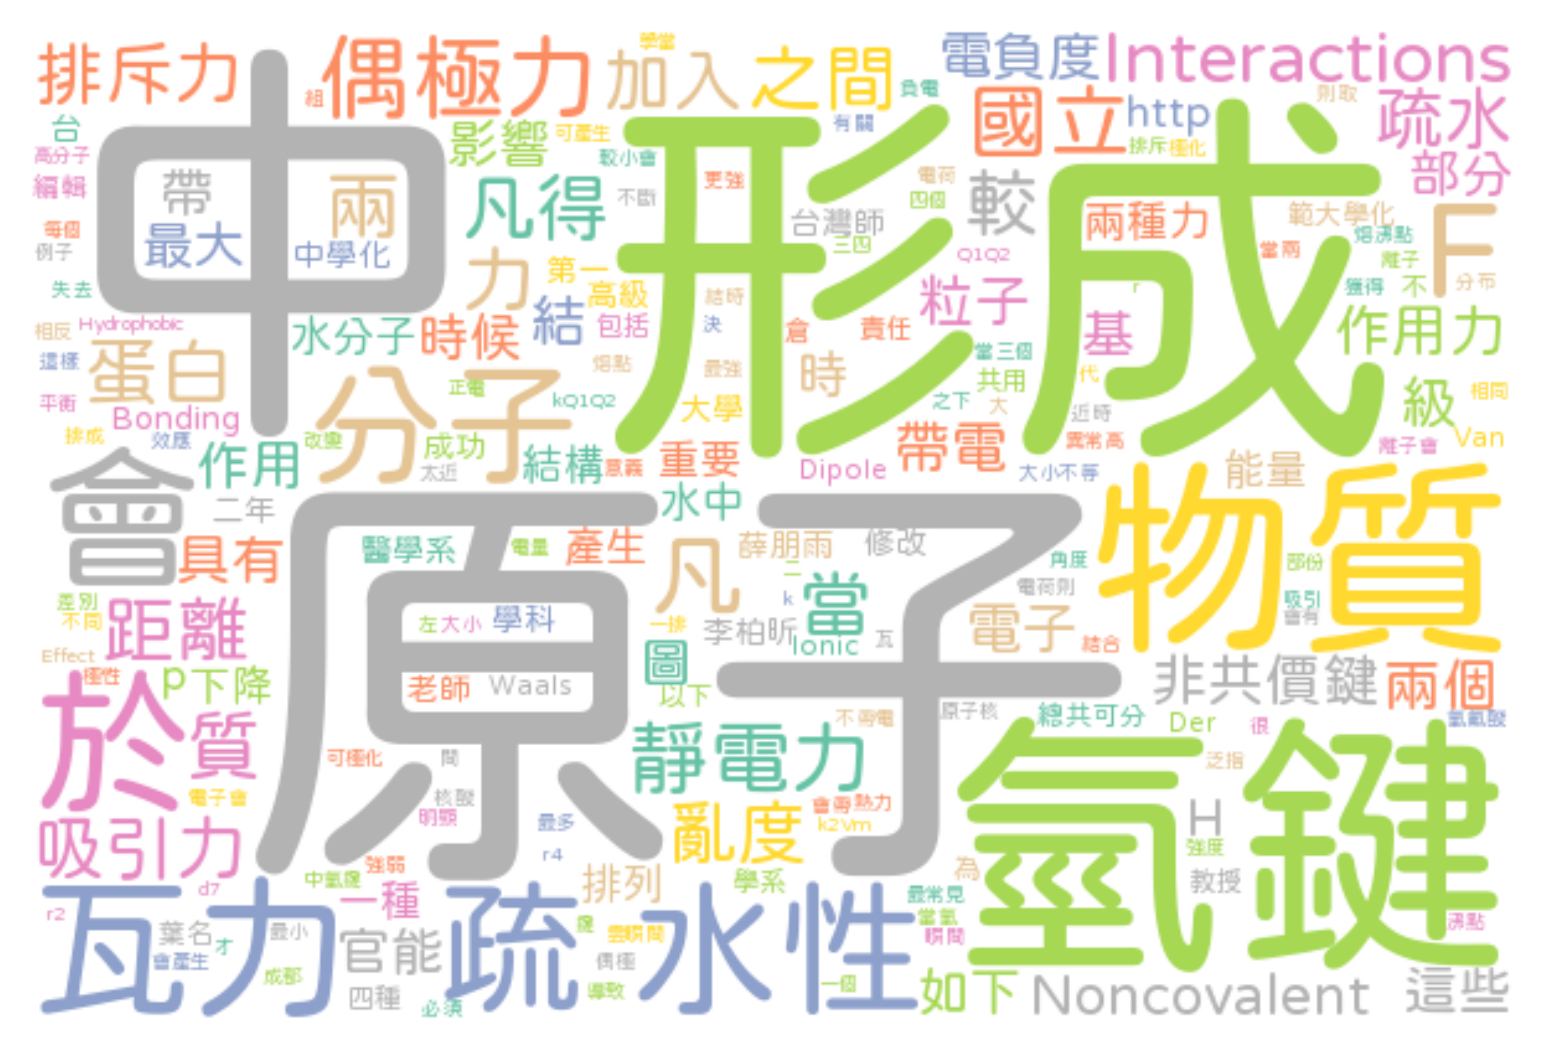 排斥力
偶極力
加入
之間
學當
電負度
Interactions
組
負電
有關
http
則取
疏水
國立
台
影響
可產生
較小會
排斥
極化
部分
高分子
編輯
帶
兩
凡得
不斷
更強
電荷
四個
較
兩種力
範大學化
F
每個
例子
最大
中
中學化
形成
台灣師
三四
Q1Q2
當兩
熔沸點
離子
分布
失去
力
第一
高級
結時
粒子
r
獲得
不
相反
Hydrophobic
水分子
時候
結
包括
決
倉
責任
基
作用力
這樣
蛋白
分子
正電
熔點
最強
時
當三個
共用
代
級
相同
平衡
Bonding
kQ1Q2
大學
之下
大
近時
排成
效應
作用
改變
成功
太近
結構
意義
重要
Dipole
帶電
異常高
離子會
Van
大小不等
能量
會
二年
水中
物質
具有
原子
醫學系
電量
產生
凡
薛朋雨
修改
角度
部份
差別
不同
距離
左
大小
學科
二
k
當
電荷則
吸引
會有
一排
李柏昕
Ionic
瓦
電子
結合
Effect
極性
p
下降
老師
Waals
圖
以下
非共價鍵
兩個
於
質
不帶電
原子核
總共可分
Der
很
氫氟酸
可極化
間
靜電力
泛指
電子會
核酸
明顯
吸引力
最多
亂度
會帶
熱力
k2Vm
氫鍵
H
強度
強弱
r4
d7
中氫鍵
一種
排列
學系
為
教授
最常見
r2
瓦力
疏水性
當氫
瞬間
沸點
葉名
才
最小
官能
鍵
雲瞬間
會產生
成都
偶極
四種
必須
導致
一個
如下
Noncovalent
這些